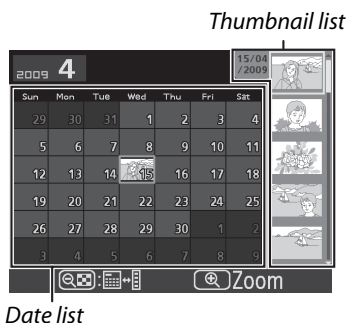 Thumbnail list
2009 4
15/04
/2009
Sun Mon Tue Wed Thu Fri Sat
29 30 31 1 2 3 4
5 6 7 8 9 10 11
12 13 14 15 16 17 18
19 20 21 22 23 24 25
26 27 28 29 30 1 2
3 4 5 6 7 8 9
: Zoom
Date list